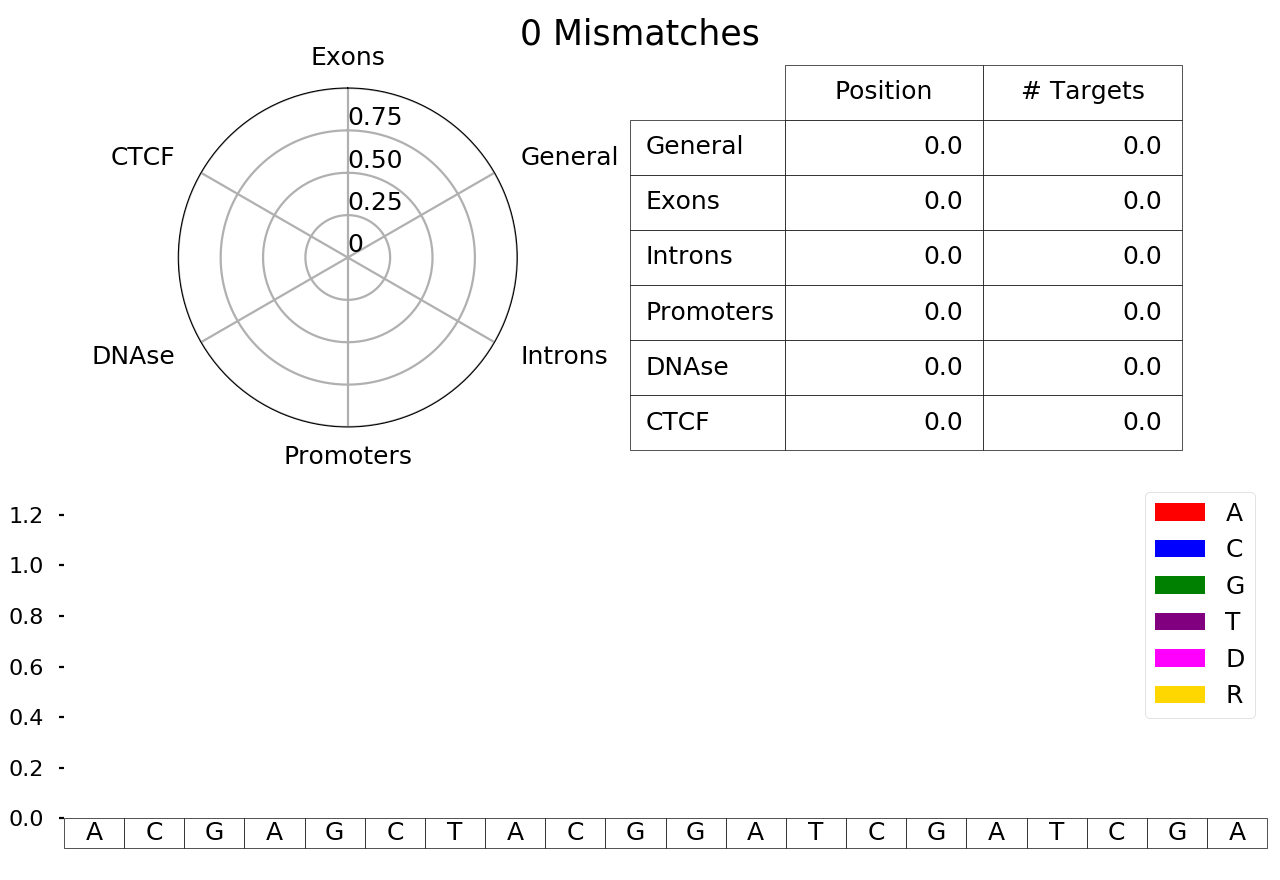 0 Mismatches
Exons
CTCF
General
DNAse
Introns
Promoters
0.75
0.50
0.25
0
Position # Targets
General 0.0 0.0
Exons 0.0 0.0
Introns 0.0 0.0
Promoters 0.0 0.0
DNAse 0.0 0.0
CTCF 0.0 0.0
1.2
1.0
0.8
0.6
0.4
0.2
0.0
A
C
G
T
D
R
A C G A G C T A C G G A T C G A T C G A